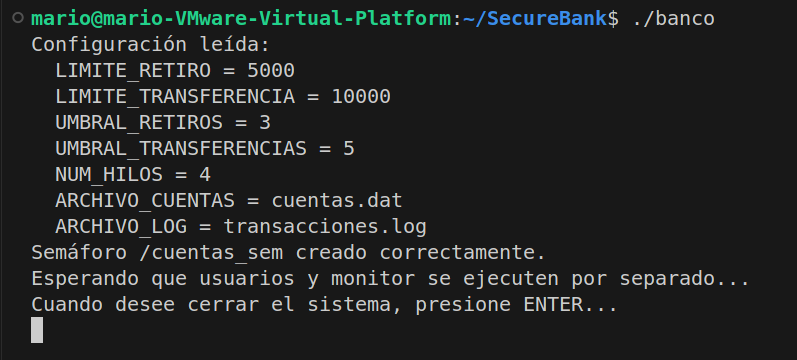 mario@mario-VMware-Virtual-Platform:~/SecureBank$ ./banco
Configuración leída:
  LIMITE_RETIRO = 5000
  LIMITE_TRANSFERENCIA = 10000
  UMBRAL_RETIROS = 3
  UMBRAL_TRANSFERENCIAS = 5
  NUM_HILOS = 4
  ARCHIVO_CUENTAS = cuentas.dat
  ARCHIVO_LOG = transacciones.log
Semáforo /cuentas_sem creado correctamente.
Esperando que usuarios y monitor se ejecuten por separado...
Cuando desee cerrar el sistema, presione ENTER...